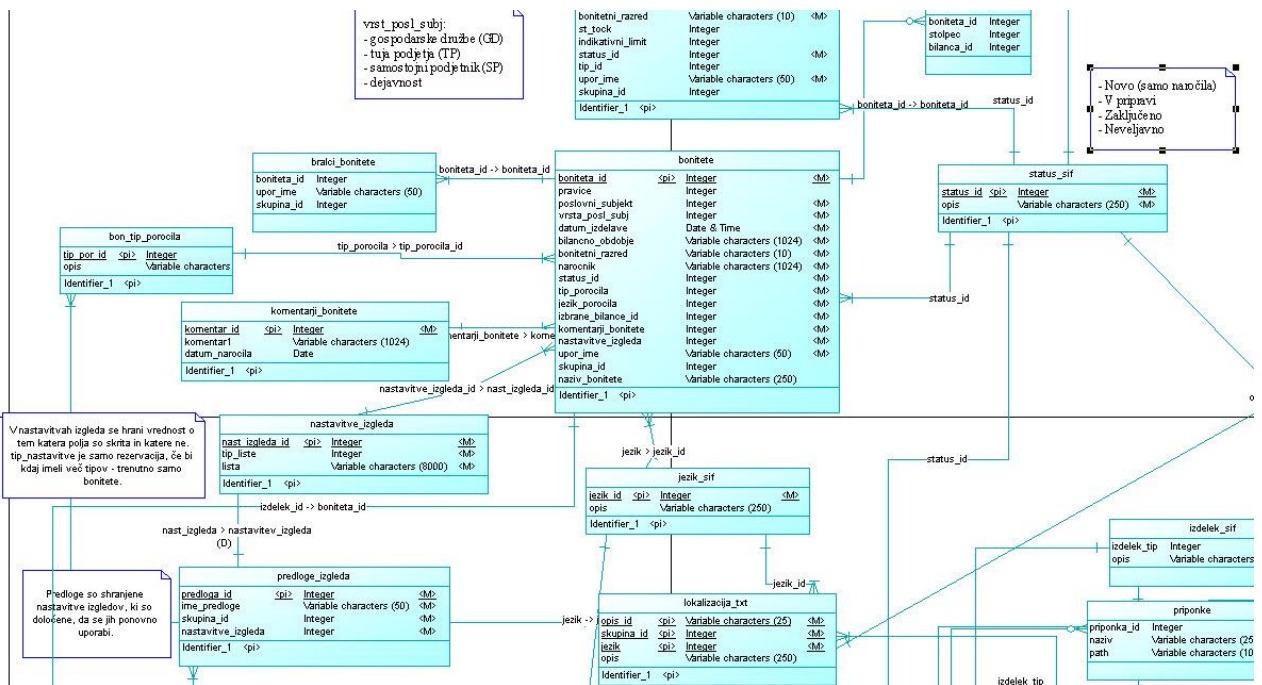 vrst_posl_subj:
- gospodarske družbe (GD)
- tuja podjetja (TP)
- samostojni podjetnik (SP)
- dejavnost
bonitetni_razred Variable characters (10) <M>
st_tock Integer
indikativni_limit Integer
status_id Integer <M>
tip_id Integer
upor_ime Variable characters (50) <M>
skupina_id Integer
Identifier_1 <pi>
boniteta_id Integer
stolpec Integer
bilanca_id Integer
- Novo (samo naročila)
- V pripravi
- Zaključeno
- Neveljavno
boniteta_id -> boniteta_id
status_id
bralci_bonitete
boniteta_id Integer
upor_ime Variable characters (50)
skupina_id Integer
boniteta_id -> boniteta_id
bonitete
boniteta_id <pi> Integer <M>
pravice Integer
poslovni_subjekt Integer <M>
vrsta_posl_subj Integer <M>
datum_izdelave Date & Time <M>
bilancno_obdobje Variable characters (1024) <M>
bonitetni_razred Variable characters (10) <M>
narocnik Variable characters (1024) <M>
status_id Integer <M>
tip_porocila Integer <M>
jezik_porocila Integer <M>
izbrane_bilance_id Integer <M>
komentarji_bonitete Integer <M>
nastavitve_izgleda Integer <M>
upor_ime Variable characters (50) <M>
skupina_id Integer
naziv_bonitete Variable characters (250)
Identifier_1 <pi>
status_sif
status_id <pi> Integer <M>
opis Variable characters (250) <M>
Identifier_1 <pi>
bon_tip_porocila
tip_por_id <pi> Integer
opis Variable characters
Identifier_1 <pi>
tip_porocila > tip_porocila_id
status_id
komentarji_bonitete
komentar_id <pi> Integer <M>
komentar1 Variable characters (1024)
datum_narocila Date
Identifier_1 <pi>
mentarji_bonitete > kome
nastavitve_izgleda_id > nast_izgleda_id
V nastavitvah izgleda se hrani vrednost o
tem katera polja so skrita in katere ne.
tip_nastavitve je samo rezervacija, če bi
kdaj imeli več tipov - trenutno samo
bonitete.
nastavitve_izgleda
nast_izgleda_id <pi> Integer <M>
tip_liste Integer <M>
lista Variable characters (8000) <M>
Identifier_1 <pi>
jezik > jezik_id
status_id
jezik_sif
jezik_id <pi> Integer <M>
opis Variable characters (250)
Identifier_1 <pi>
izdelek_id -> boniteta_id
nast_izgleda > nastavitev_izgleda
(D)
izdelek_sif
izdelek_tip Integer
opis Variable characters
Predloge so shranjene
nastavitve izgledov, ki so
določene, da se jih ponovno
uporabi.
predloge_izgleda
predloga_id <pi> Integer <M>
ime_predloge Variable characters (50) <M>
skupina_id Integer <M>
nastavitve_izgleda Integer <M>
Identifier_1 <pi>
jezik_id
jezik -> j
lokalizacija_txt
opis_id <pi> Variable characters (25) <M>
skupina_id <pi> Integer <M>
jezik <pi> Integer <M>
opis Variable characters (250)
Identifier_1 <pi>
priponke
priponka_id Integer
naziv Variable characters (25
path Variable characters (10
izdelek_tip